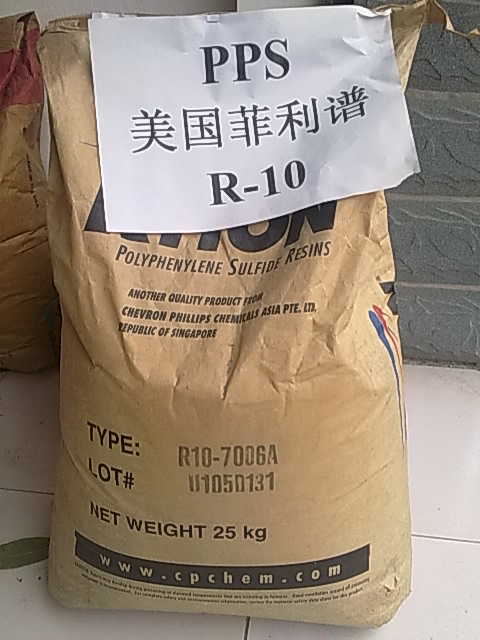 PPS
美国菲利谱
R-10
POLYPHENYLENE SULFIDE RESINS
ANOTHER QUALITY PRODUCT FROM
CHEVRON PHILLIPS CHEMICALS ASIA PTE. LTD.
REPUBLIC OF SINGAPORE
TYPE: R10-7006A
LOT# U1050131
NET WEIGHT 25 kg
www.cpchem.com